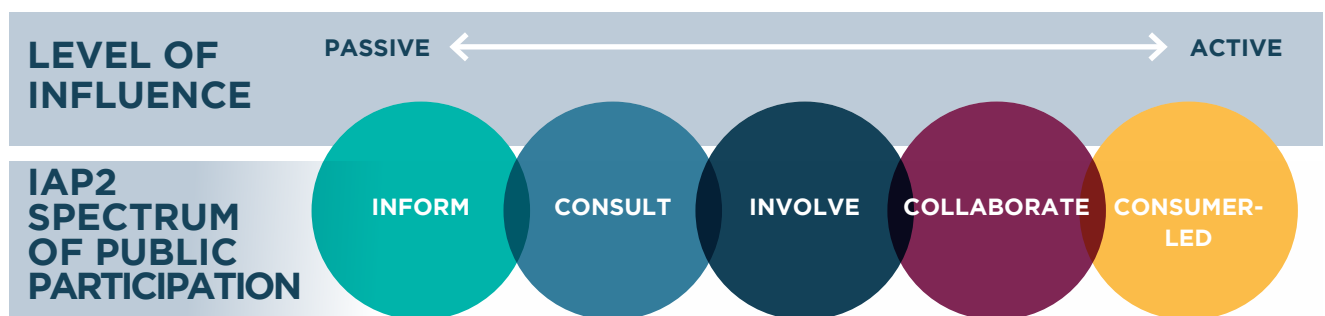 LEVEL OF
INFLUENCE
PASSIVE
ACTIVE
IAP2
SPECTRUM
OF PUBLIC
PARTICIPATION
INFORM
CONSULT
INVOLVE
COLLABORATE
CONSUMER-
LED